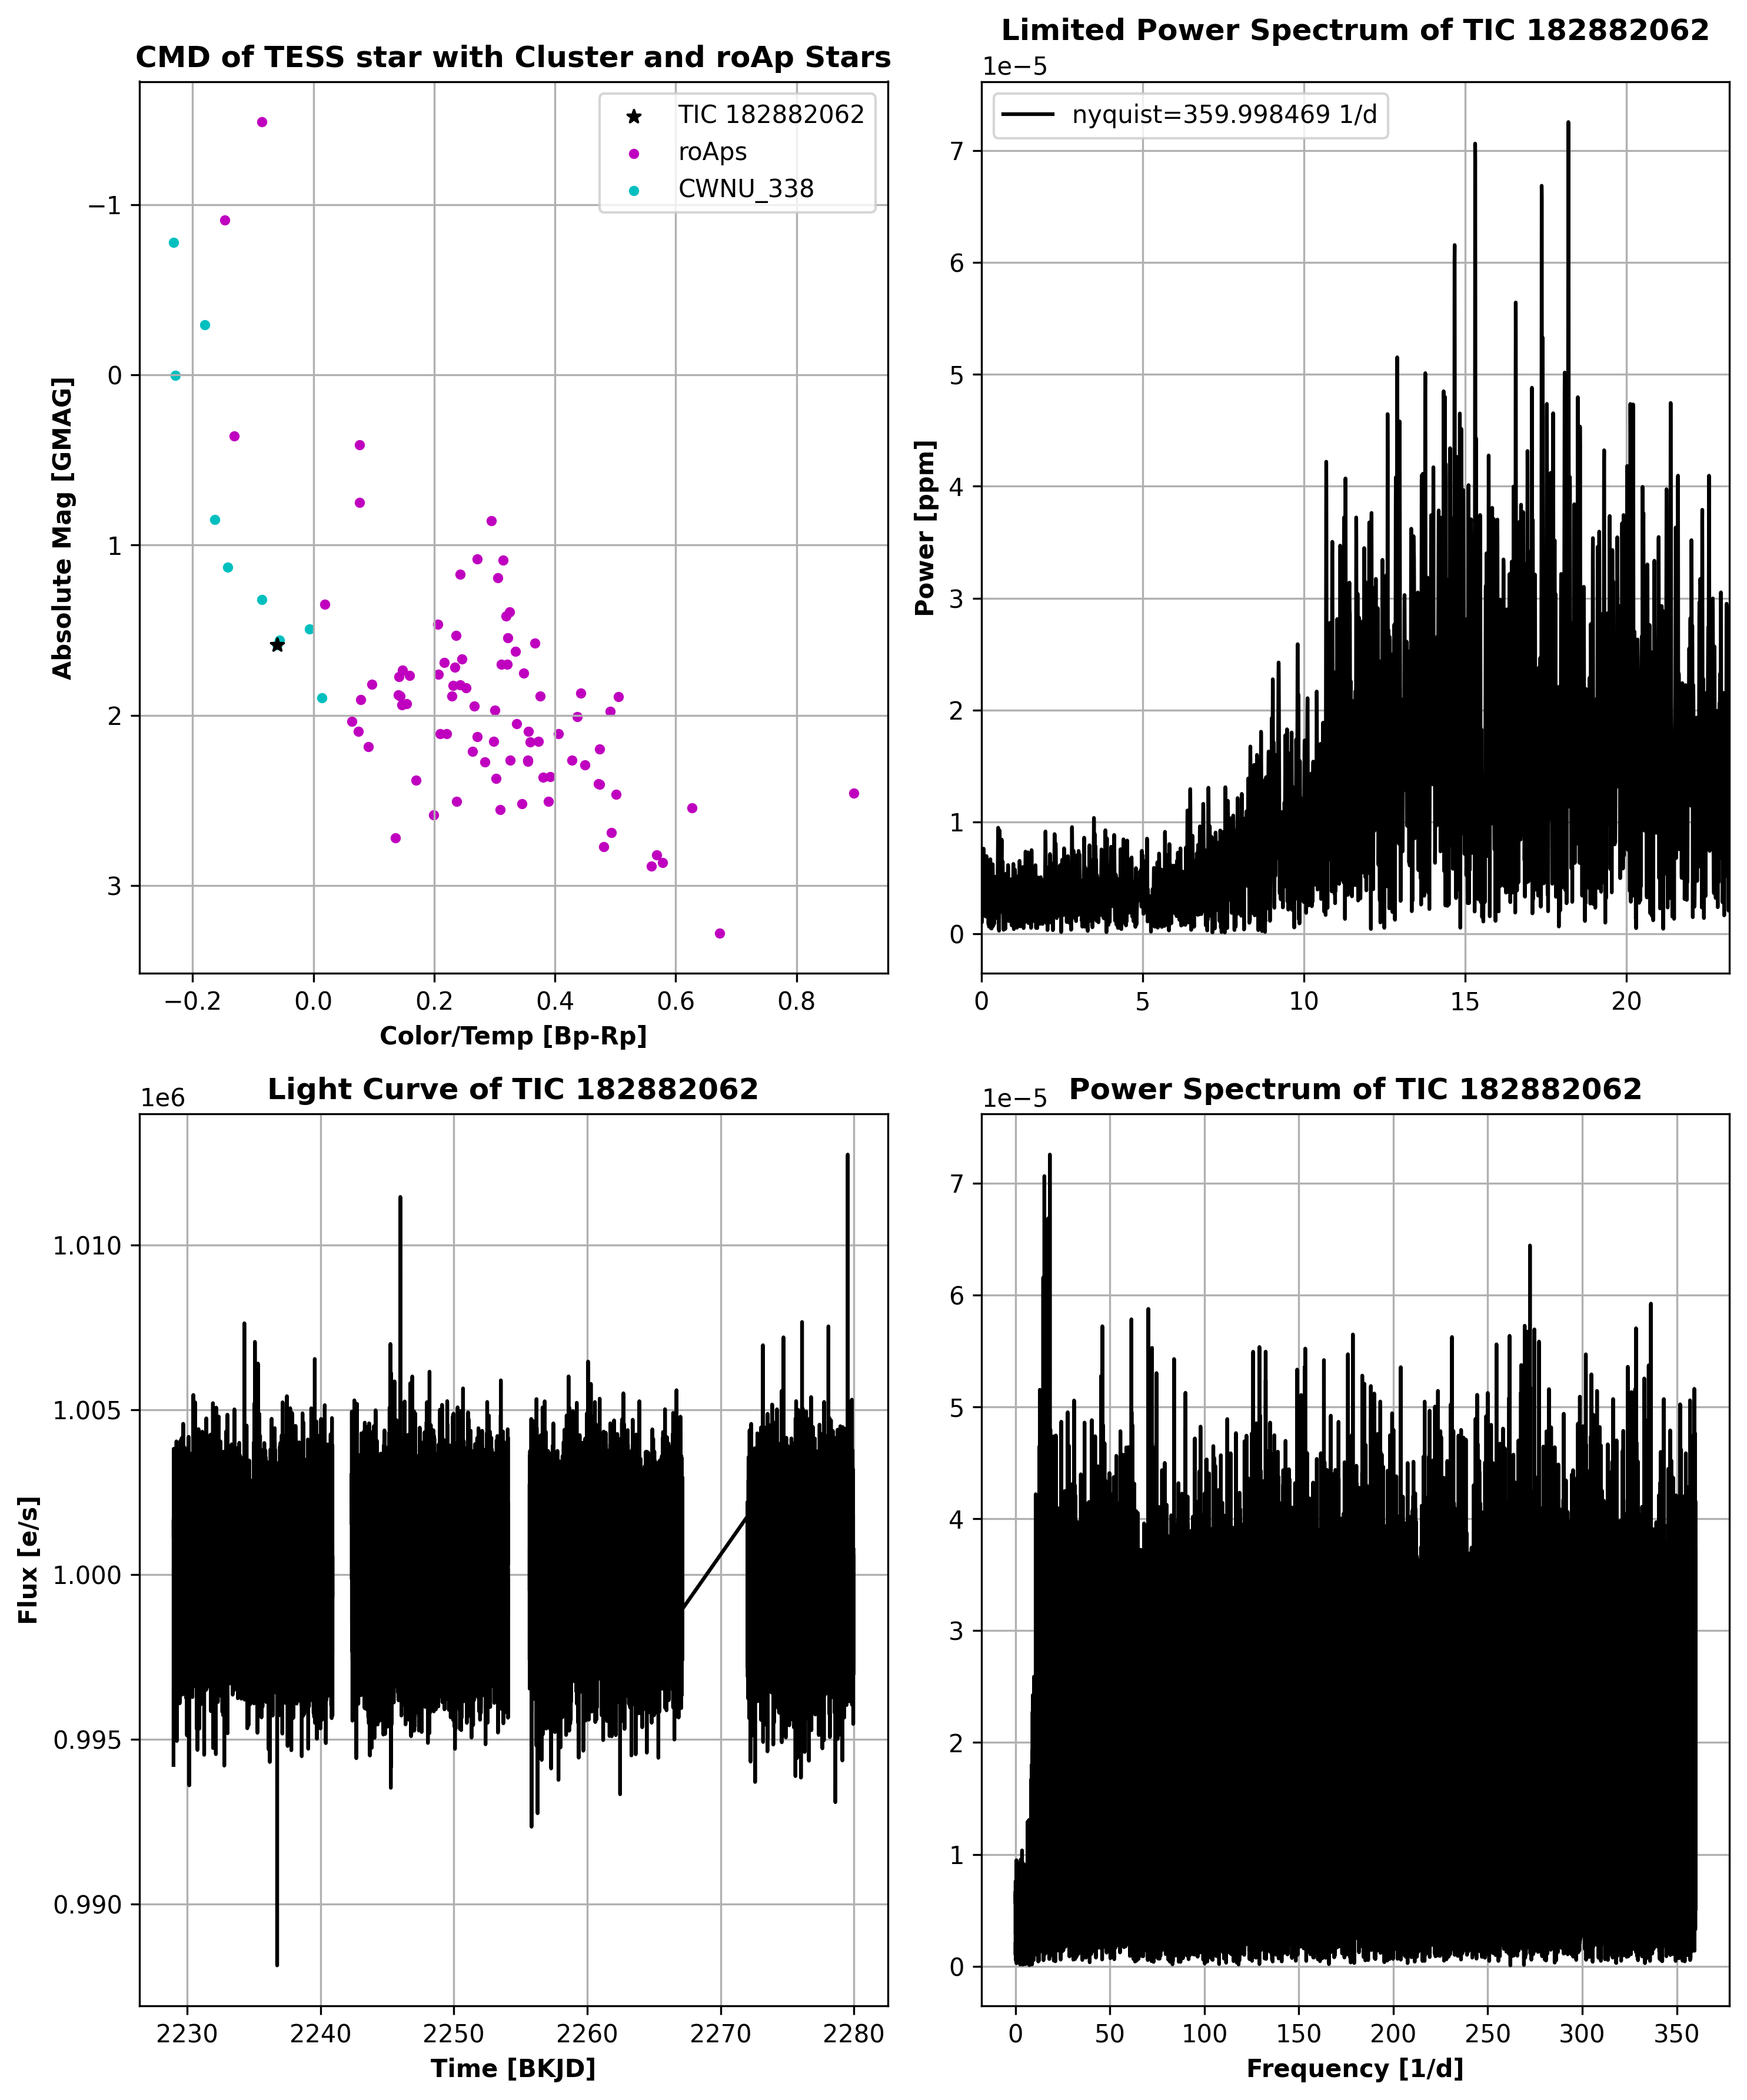 CMD of TESS star with Cluster and roAp Stars
TIC 182882062
roAps
CWNU_338
−1
0
1
2
3
Absolute Mag [GMAG]
−0.2 0.0 0.2 0.4 0.6 0.8
Color/Temp [Bp-Rp]
Limited Power Spectrum of TIC 182882062
1e−5
nyquist=359.998469 1/d
7
6
5
4
3
2
1
0
Power [ppm]
0 5 10 15 20
Light Curve of TIC 182882062
1e6
1.010
1.005
1.000
0.995
0.990
Flux [e/s]
2230 2240 2250 2260 2270 2280
Time [BKJD]
Power Spectrum of TIC 182882062
1e−5
7
6
5
4
3
2
1
0
0 50 100 150 200 250 300 350
Frequency [1/d]